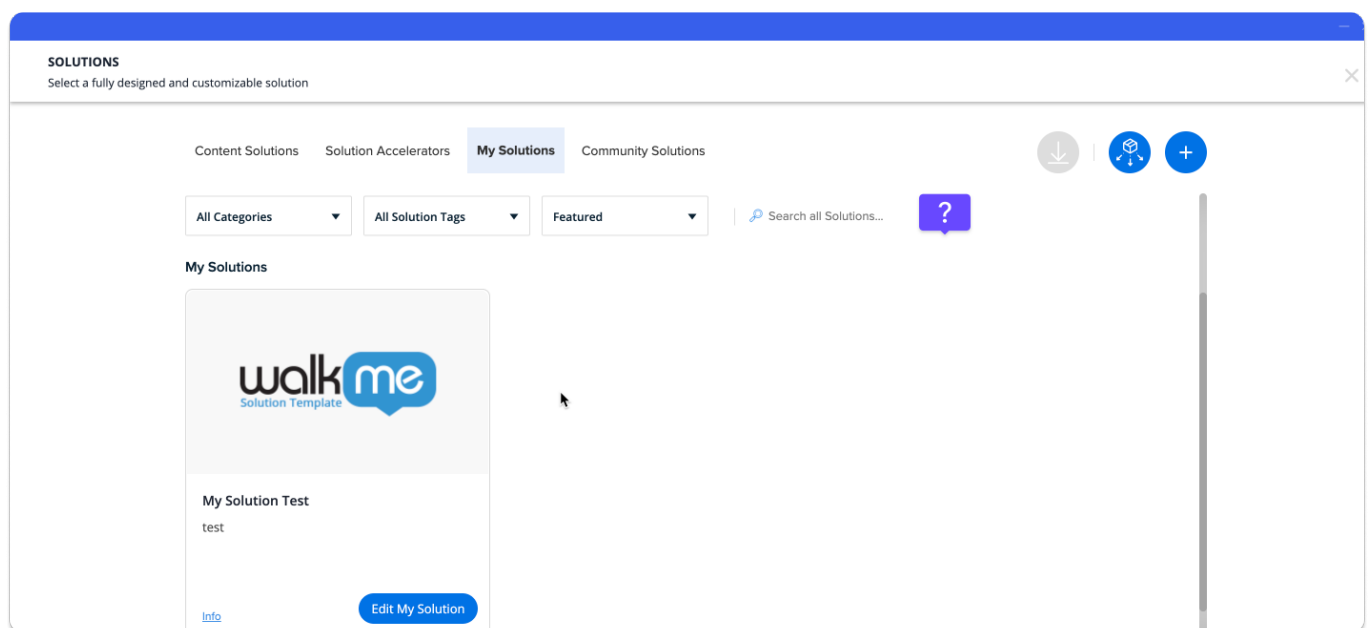 SOLUTIONS
Select a fully designed and customizable solution
Content Solutions Solution Accelerators My Solutions Community Solutions
+
All Categories All Solution Tags Featured Search all Solutions... ?
My Solutions
walkme
Solution Template
My Solution Test
test
Info Edit My Solution